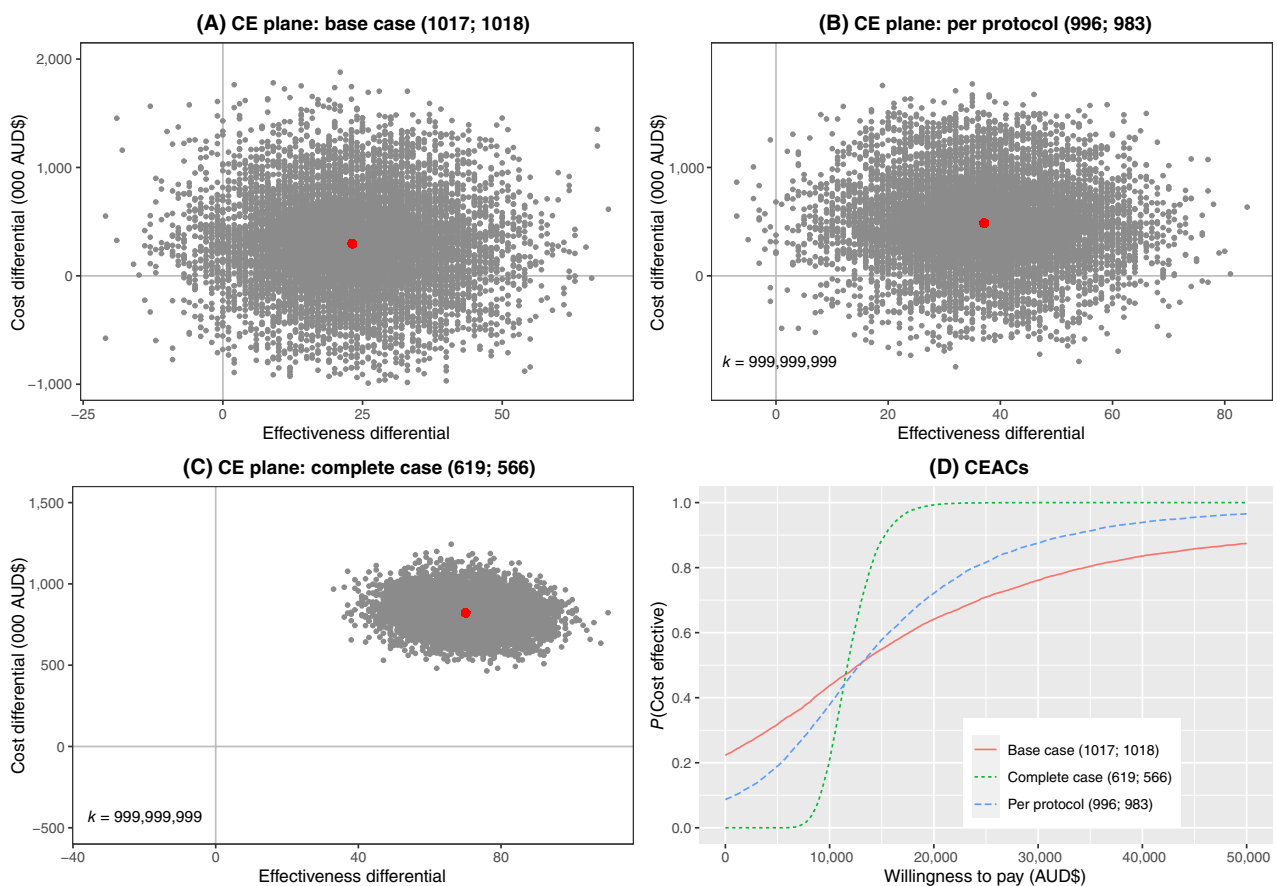 (A) CE plane: base case (1017; 1018)
Cost differential (000 AUD$)
2,000
1,000
0
−1,000
−25
0
25
50
Effectiveness differential
(B) CE plane: per protocol (996; 983)
Cost differential (000 AUD$)
1,000
0
k = 999,999,999
0
20
40
60
80
Effectiveness differential
(C) CE plane: complete case (619; 566)
Cost differential (000 AUD$)
1,500
1,000
500
0
−500
k = 999,999,999
−40
0
40
80
Effectiveness differential
(D) CEACs
P(Cost effective)
1.0
0.8
0.6
0.4
0.2
0.0
Base case (1017; 1018)
Complete case (619; 566)
Per protocol (996; 983)
0
10,000
20,000
30,000
40,000
50,000
Willingness to pay (AUD$)